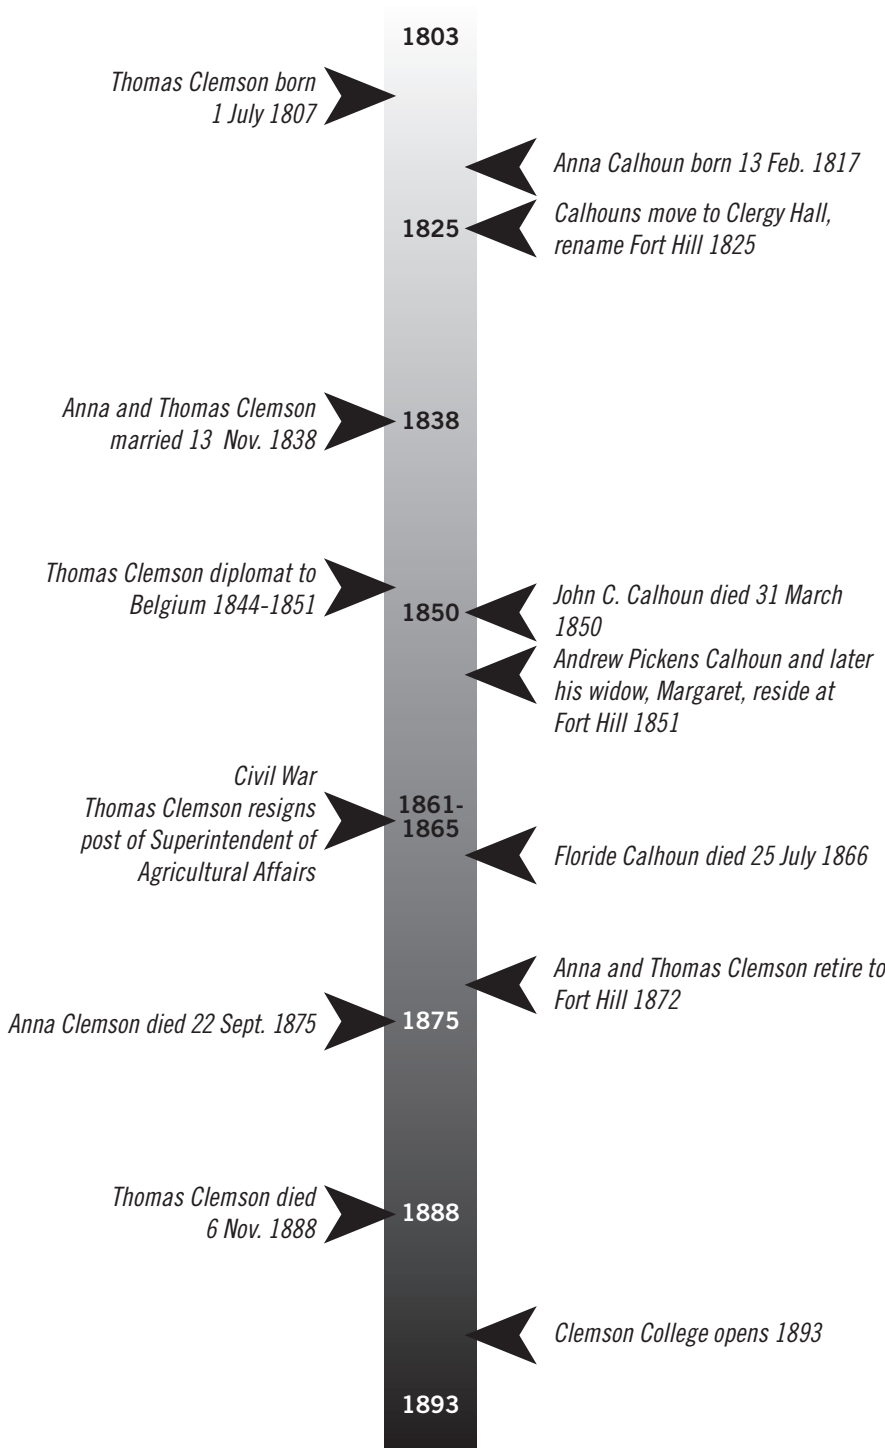 1803
Thomas Clemson born
1 July 1807
Anna Calhoun born 13 Feb. 1817
1825
Calhouns move to Clergy Hall,
rename Fort Hill 1825
Anna and Thomas Clemson
married 13  Nov. 1838
1838
Thomas Clemson diplomat to
Belgium 1844-1851
1850
John C. Calhoun died 31 March
1850
Andrew Pickens Calhoun and later
his widow, Margaret, reside at
Fort Hill 1851
Civil War
Thomas Clemson resigns
post of Superintendent of
Agricultural Affairs
1861-
1865
Floride Calhoun died 25 July 1866
Anna and Thomas Clemson retire to
Fort Hill 1872
Anna Clemson died 22 Sept. 1875
1875
Thomas Clemson died
6 Nov. 1888
1888
Clemson College opens 1893
1893